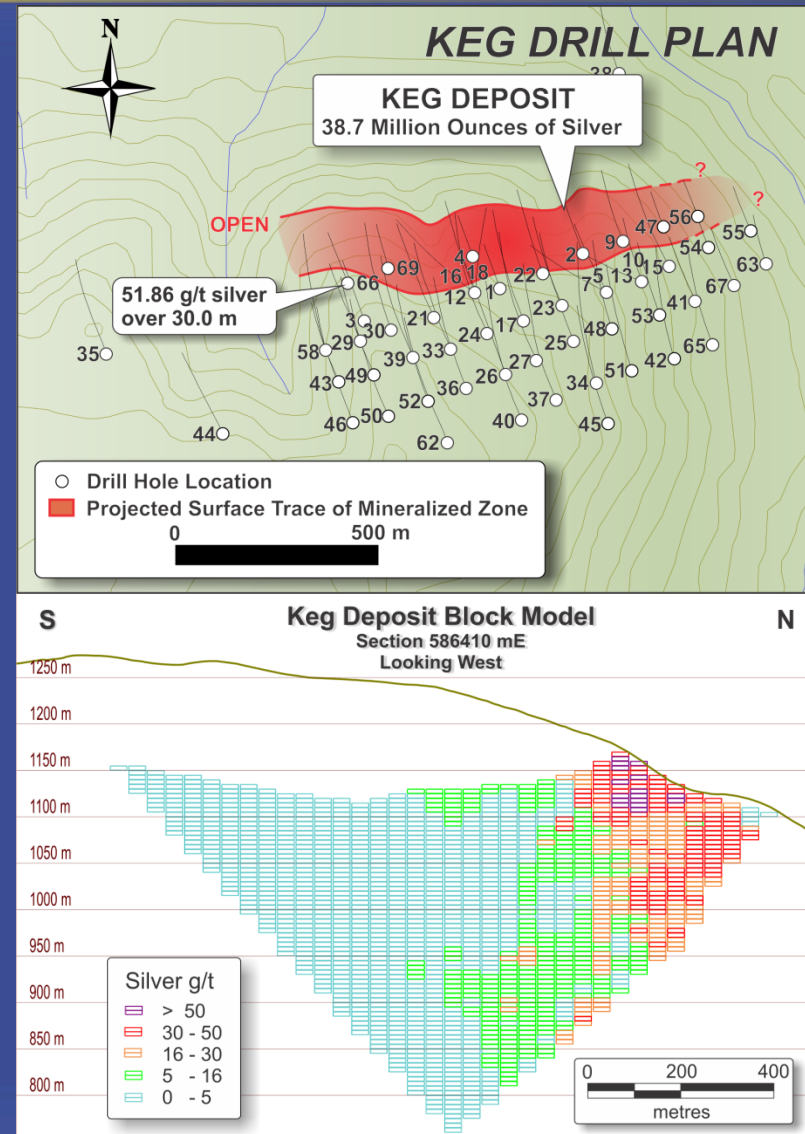 KEG DRILL PLAN
N
38
KEG DEPOSIT
38.7 Million Ounces of Silver
OPEN
?
?
51.86 g/t silver
over 30.0 m
56
47
55
9
2
54
4
69
66
16
18
22
5
10
13
15
63
12
1
7
67
3
30
21
23
41
53
17
24
48
29
58
39
33
25
65
35
27
42
51
43
49
36
26
34
52
37
46
50
40
45
44
62
Drill Hole Location
Projected Surface Trace of Mineralized Zone
0 500 m
S Keg Deposit Block Model N
Section 586410 mE
Looking West
1250 m
1200 m
1150 m
1100 m
1050 m
1000 m
950 m
900 m
850 m
800 m
Silver g/t
> 50
30 - 50
16 - 30
5 - 16
0 - 5
0 200 400
metres